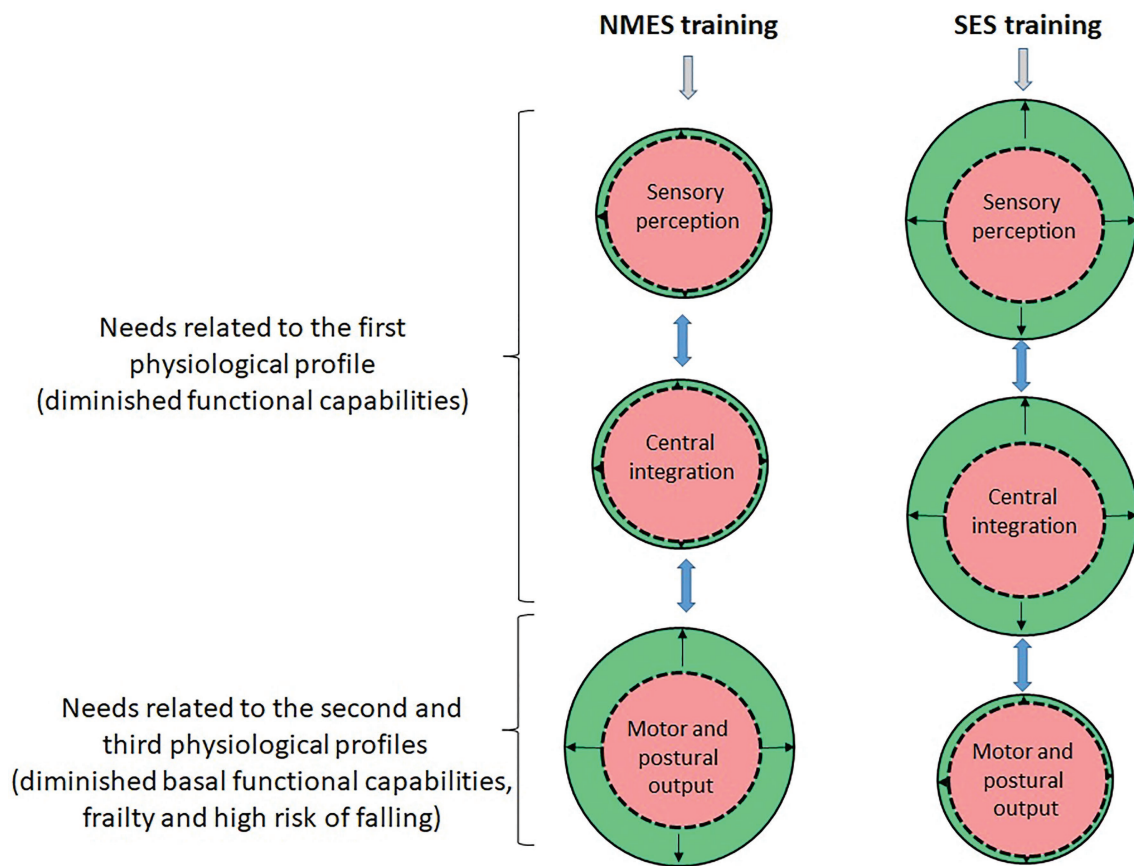 NMES training
SES training
Sensory
perception
Sensory
perception
Needs related to the first
physiological profile
(diminished functional capabilities)
Central
integration
Central
integration
Needs related to the second and
third physiological profiles
(diminished basal functional capabilities,
frailty and high risk of falling)
Motor and
postural
output
Motor and
postural
output